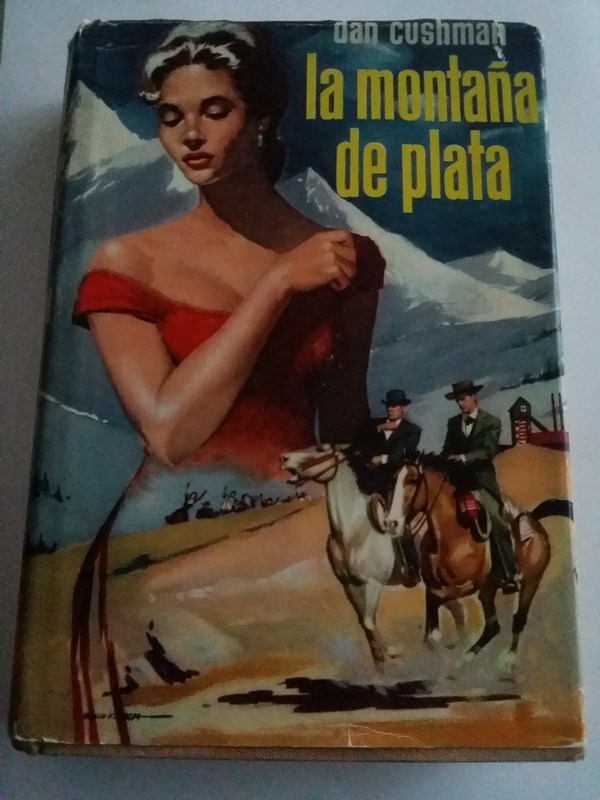 dan cushman
la montaña
de plata